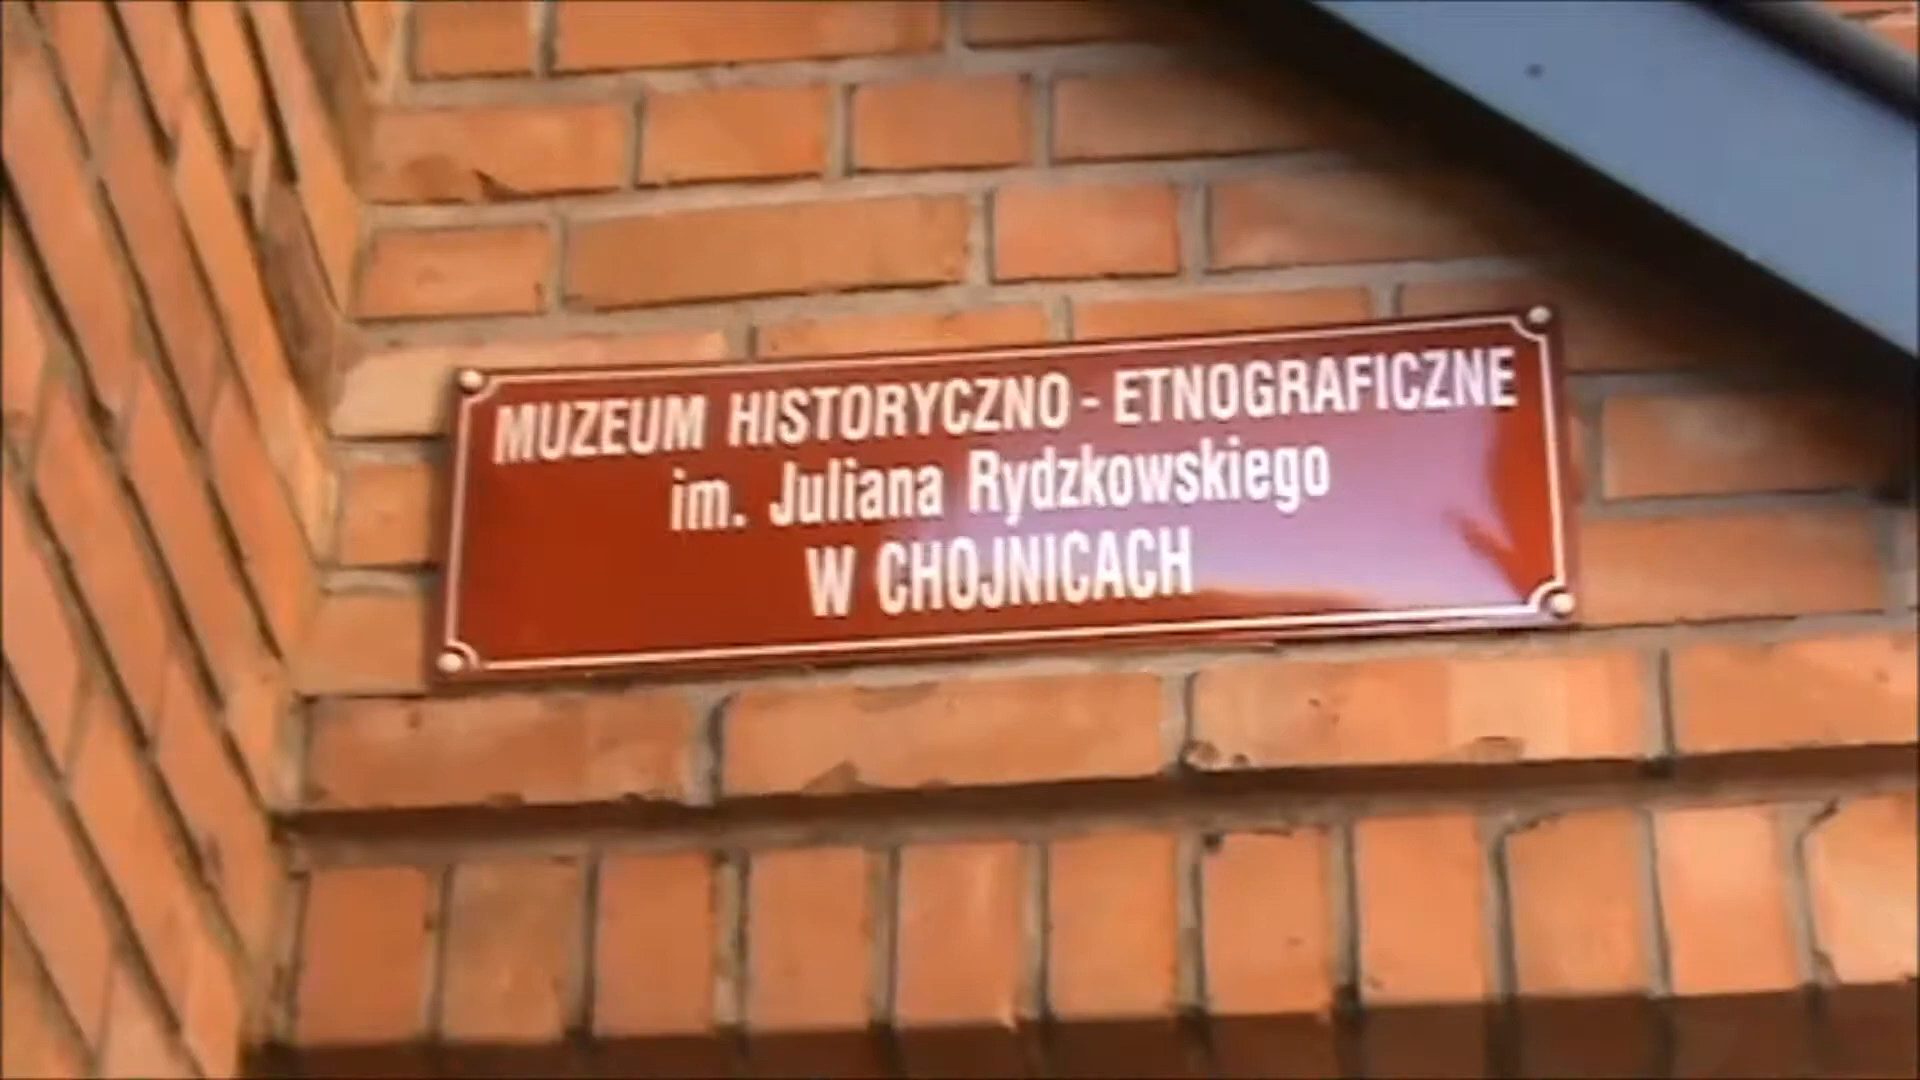 MUZEUM HISTORYCZNO - ETNOGRAFICZNE
im. Juliana Rydzkowskiego
W CHOJNICACH